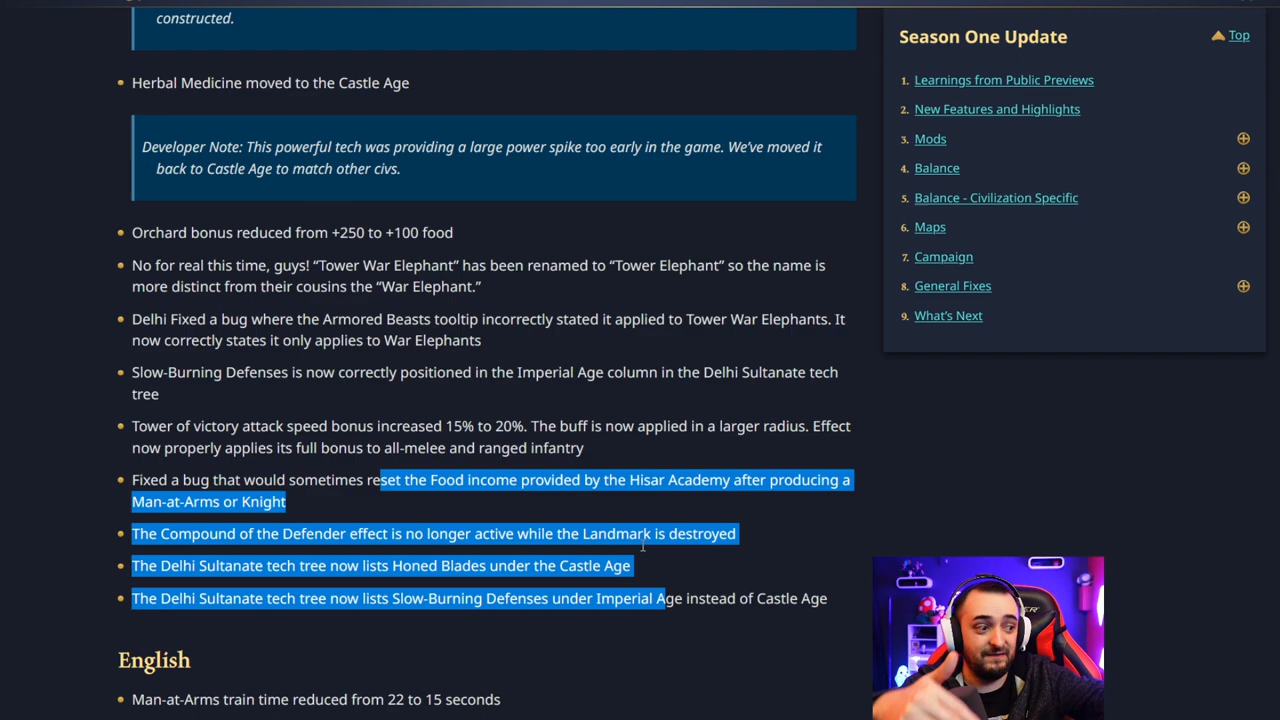 constructed.
Herbal Medicine moved to the Castle Age
Developer Note: This powerful tech was providing a large power spike too early in the game. We've moved it
back to Castle Age to match other civs.
Orchard bonus reduced from +250 to +100 food
No for real this time, guys! “Tower War Elephant” has been renamed to “Tower Elephant” so the name is
more distinct from their cousins the “War Elephant.”
Delhi Fixed a bug where the Armored Beasts tooltip incorrectly stated it applied to Tower War Elephants. It
now correctly states it only applies to War Elephants
Slow-Burning Defenses is now correctly positioned in the Imperial Age column in the Delhi Sultanate tech
tree
Tower of victory attack speed bonus increased 15% to 20%. The buff is now applied in a larger radius. Effect
now properly applies its full bonus to all-melee and ranged infantry
Fixed a bug that would sometimes reset the Food income provided by the Hisar Academy after producing a
Man-at-Arms or Knight
The Compound of the Defender effect is no longer active while the Landmark is destroyed
The Delhi Sultanate tech tree now lists Honed Blades under the Castle Age
The Delhi Sultanate tech tree now lists Slow-Burning Defenses under Imperial Age instead of Castle Age
English
Man-at-Arms train time reduced from 22 to 15 seconds
Season One Update
Top
1. Learnings from Public Previews
2. New Features and Highlights
3. Mods
4. Balance
5. Balance - Civilization Specific
6. Maps
7. Campaign
8. General Fixes
9. What's Next